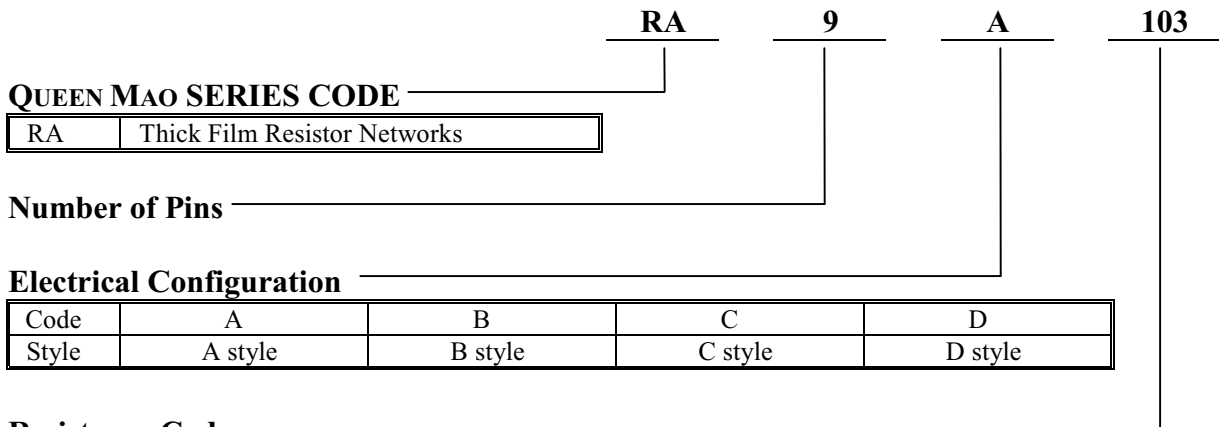 RA 9 A 103
QUEEN MAO SERIES CODE
RA Thick Film Resistor Networks
Number of Pins
Electrical Configuration
Code A B C D
Style A style B style C style D style